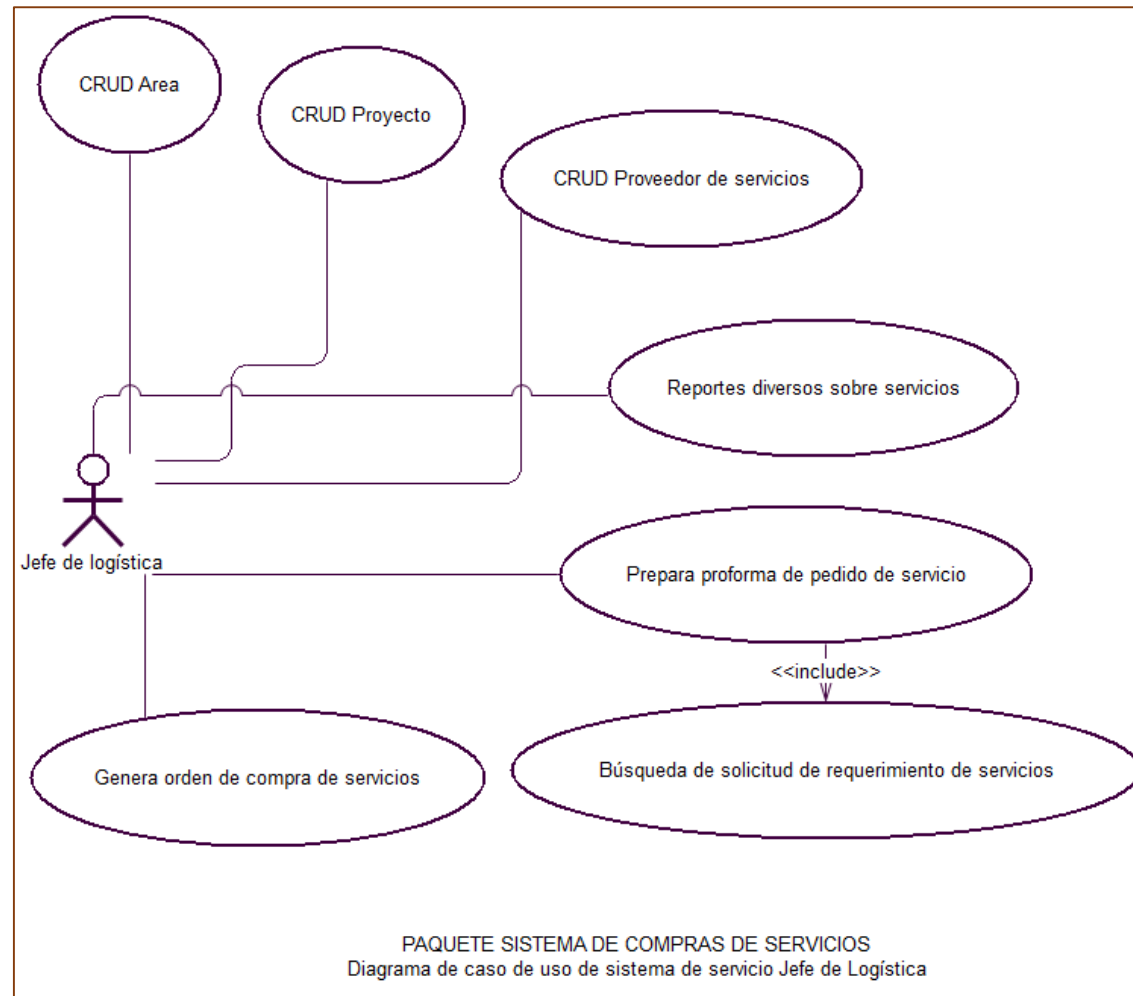 CRUD Area
CRUD Proyecto
CRUD Proveedor de servicios
Reportes diversos sobre servicios
Jefe de logística
Prepara proforma de pedido de servicio
<<include>>
Genera orden de compra de servicios
Búsqueda de solicitud de requerimiento de servicios
PAQUETE SISTEMA DE COMPRAS DE SERVICIOS
Diagrama de caso de uso de sistema de servicio Jefe de Logística